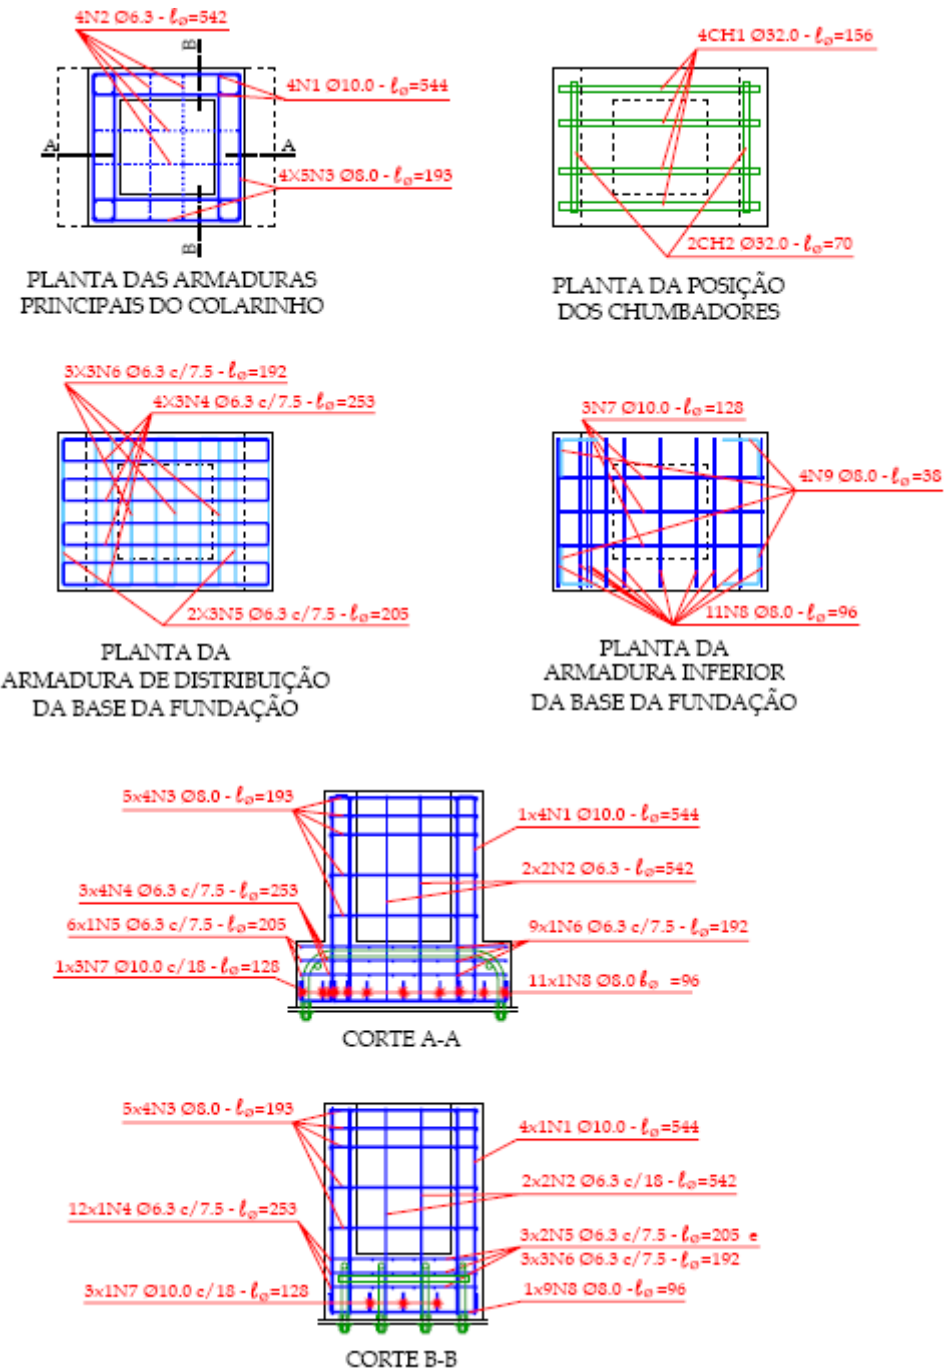 4N2 Ø6.3 - ℓø=542
B
4N1 Ø10.0 - ℓø=544
A
A
4X5N3 Ø8.0 - ℓø=193
B
PLANTA DAS ARMADURAS
PRINCIPAIS DO COLARINHO
4CH1 Ø32.0 - ℓø=156
2CH2 Ø32.0 - ℓø=70
PLANTA DA POSIÇÃO
DOS CHUMBADORES
3X3N6 Ø6.3 c/7.5 - ℓø=192
4X3N4 Ø6.3 c/7.5 - ℓø=253
2X3N5 Ø6.3 c/7.5 - ℓø=205
PLANTA DA
ARMADURA DE DISTRIBUIÇÃO
DA BASE DA FUNDAÇÃO
3N7 Ø10.0 - ℓø=128
4N9 Ø8.0 - ℓø=38
11N8 Ø8.0 - ℓø=96
PLANTA DA
ARMADURA INFERIOR
DA BASE DA FUNDAÇÃO
5x4N3 Ø8.0 - ℓø=193
1x4N1 Ø10.0 - ℓø=544
2x2N2 Ø6.3 - ℓø=542
3x4N4 Ø6.3 c/7.5 - ℓø=253
6x1N5 Ø6.3 c/7.5 - ℓø=205
9x1N6 Ø6.3 c/7.5 - ℓø=192
1x3N7 Ø10.0 c/18 - ℓø=128
11x1N8 Ø8.0 ℓø =96
CORTE A-A
5x4N3 Ø8.0 - ℓø=193
4x1N1 Ø10.0 - ℓø=544
2x2N2 Ø6.3 c/18 - ℓø=542
12x1N4 Ø6.3 c/7.5 - ℓø=253
3x2N5 Ø6.3 c/7.5 - ℓø=205 e
3x3N6 Ø6.3 c/7.5 - ℓø=192
3x1N7 Ø10.0 c/18 - ℓø=128
1x9N8 Ø8.0 - ℓø=96
CORTE B-B